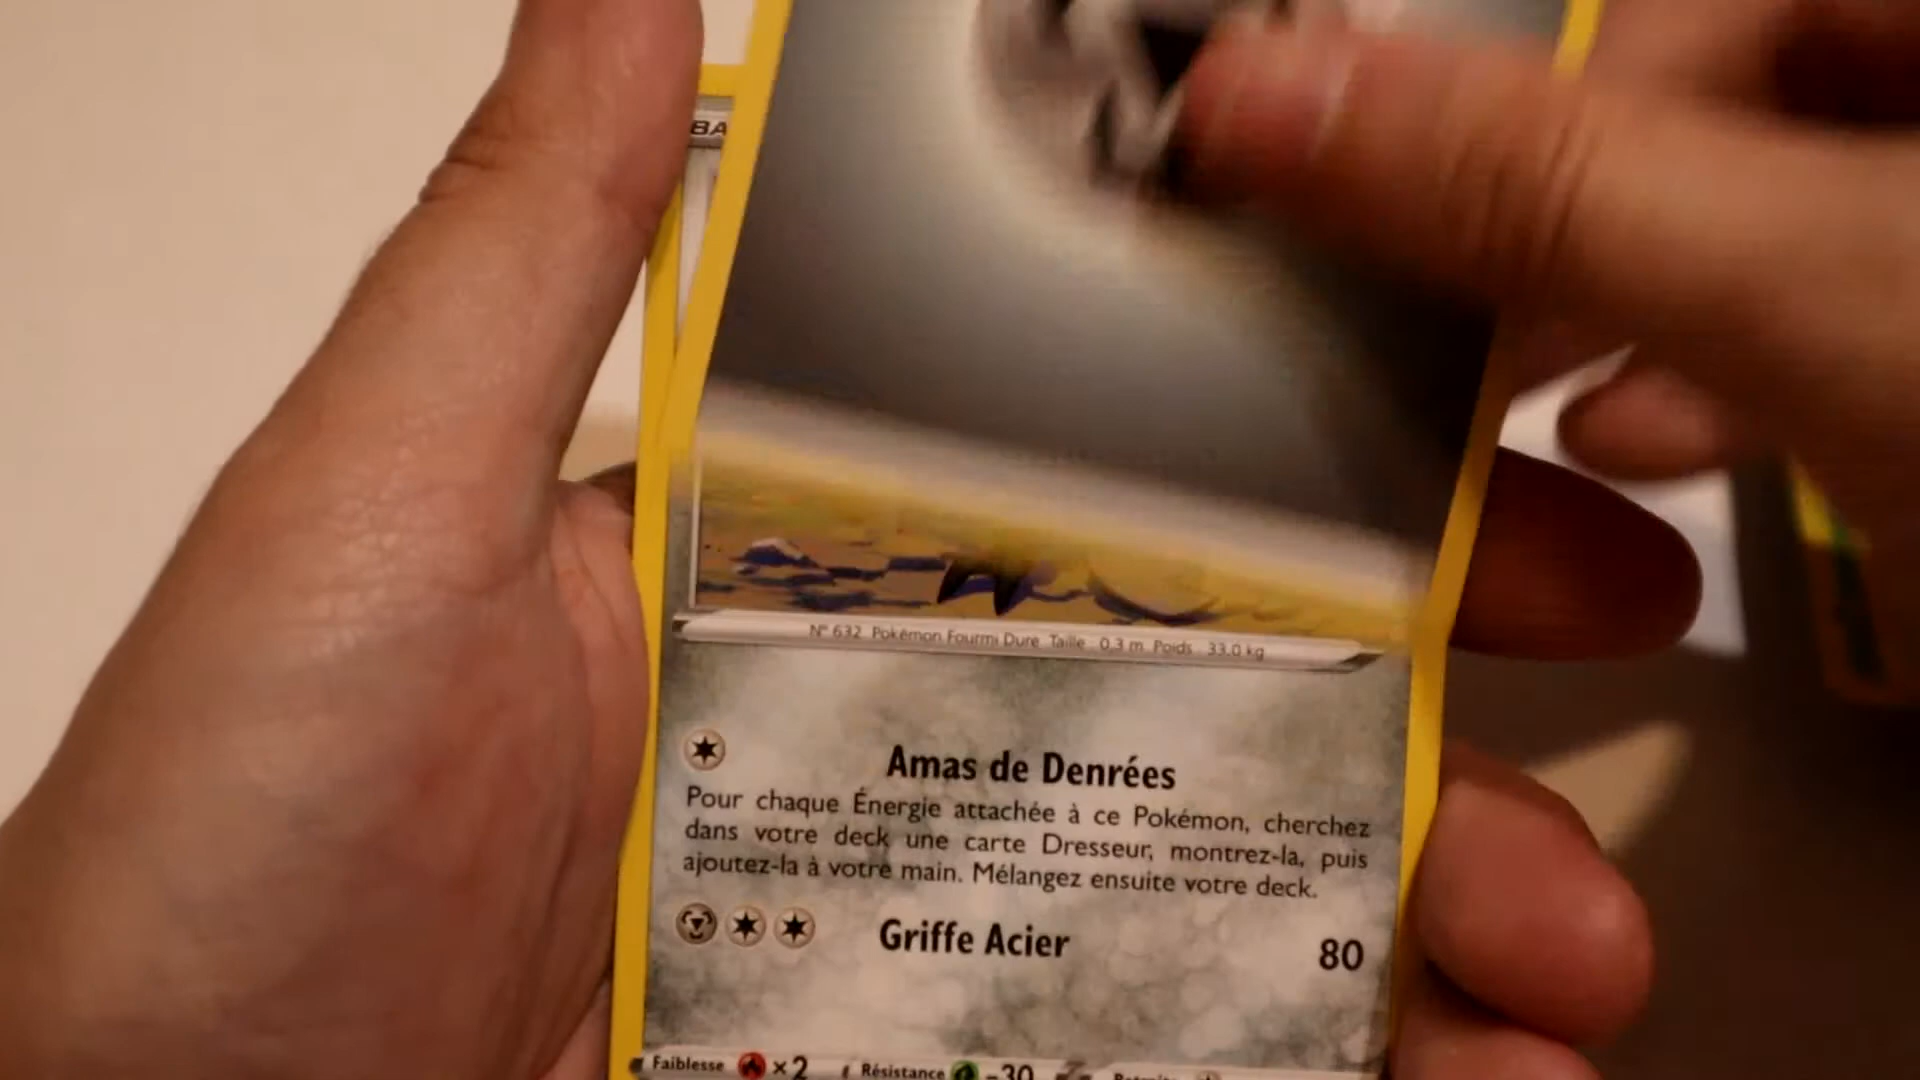 BA
N° 632 Pokémon Fourmi Dure Taille : 0.3 m Poids : 33.0 kg
Amas de Denrées
Pour chaque Énergie attachée à ce Pokémon, cherchez
dans votre deck une carte Dresseur, montrez-la, puis
ajoutez-la à votre main. Mélangez ensuite votre deck.
Griffe Acier 80
Faiblesse ×2 Résistance -30